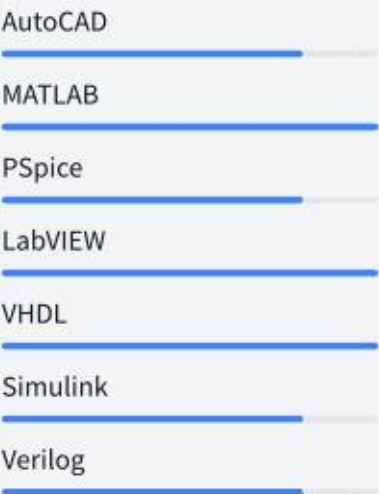 AutoCAD
MATLAB
PSpice
LabVIEW
VHDL
Simulink
Verilog